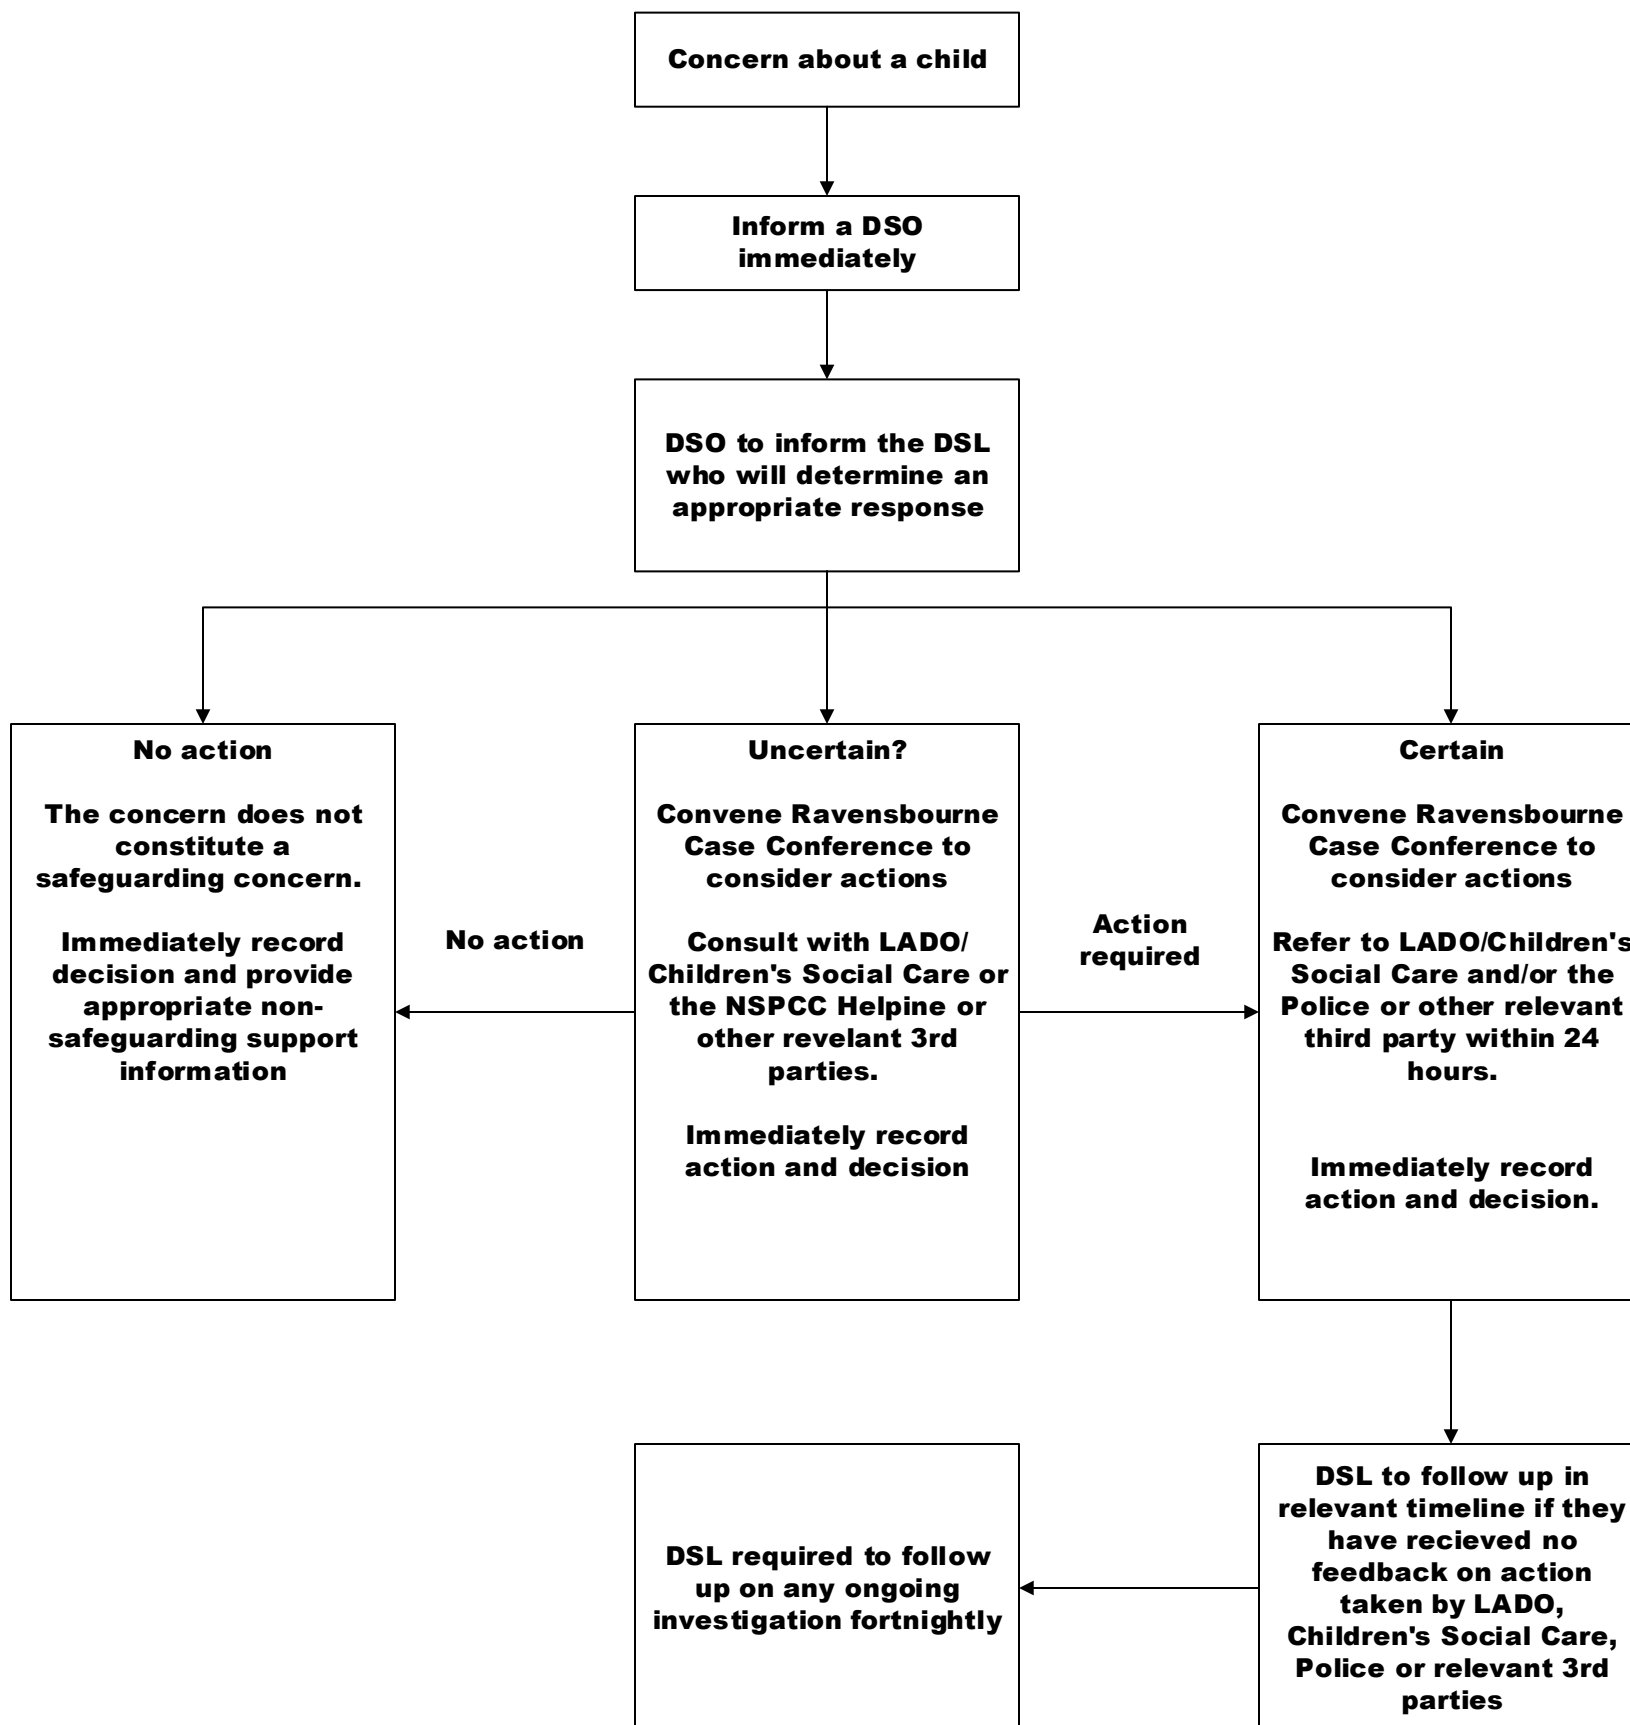 Concern about a child
Inform a DSO
immediately
DSO to inform the DSL
who will determine an
appropriate response
No action
The concern does not
constitute a
safeguarding concern.
Immediately record
decision and provide
appropriate non-
safeguarding support
information
No action
Uncertain?
Convene Ravensbourne
Case Conference to
consider actions
Consult with LADO/
Children's Social Care or
the NSPCC Helpine or
other revelant 3rd
parties.
Immediately record
action and decision
Action
required
Certain
Convene Ravensbourne
Case Conference to
consider actions
Refer to LADO/Children's
Social Care and/or the
Police or other relevant
third party within 24
hours.
Immediately record
action and decision.
DSL to follow up in
relevant timeline if they
have recieved no
feedback on action
taken by LADO,
Children's Social Care,
Police or relevant 3rd
parties
DSL required to follow
up on any ongoing
investigation fortnightly